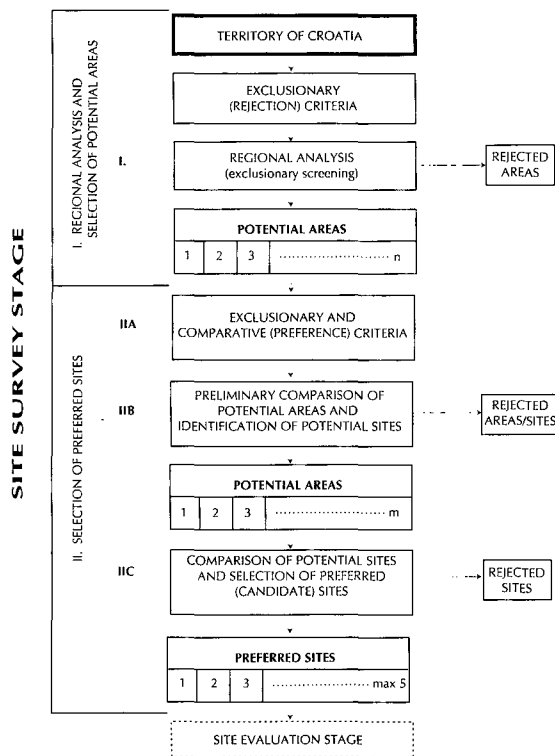 SITE SURVEY STAGE
I. REGIONAL ANALYSIS AND
SELECTION OF POTENTIAL AREAS
I.
TERRITORY OF CROATIA
EXCLUSIONARY
(REJECTION) CRITERIA
REGIONAL ANALYSIS
(exclusionary screening)
REJECTED
AREAS
POTENTIAL AREAS
1 2 3 ........................ n
II. SELECTION OF PREFERRED SITES
IIA
EXCLUSIONARY AND
COMPARATIVE (PREFERENCE) CRITERIA
IIB
PRELIMINARY COMPARISON OF
POTENTIAL AREAS AND
IDENTIFICATION OF POTENTIAL SITES
REJECTED
AREAS/SITES
POTENTIAL AREAS
1 2 3 ........................ m
IIC
COMPARISON OF POTENTIAL SITES
AND SELECTION OF PREFERRED
(CANDIDATE) SITES
REJECTED
SITES
PREFERRED SITES
1 2 3 ........................ max 5
SITE EVALUATION STAGE